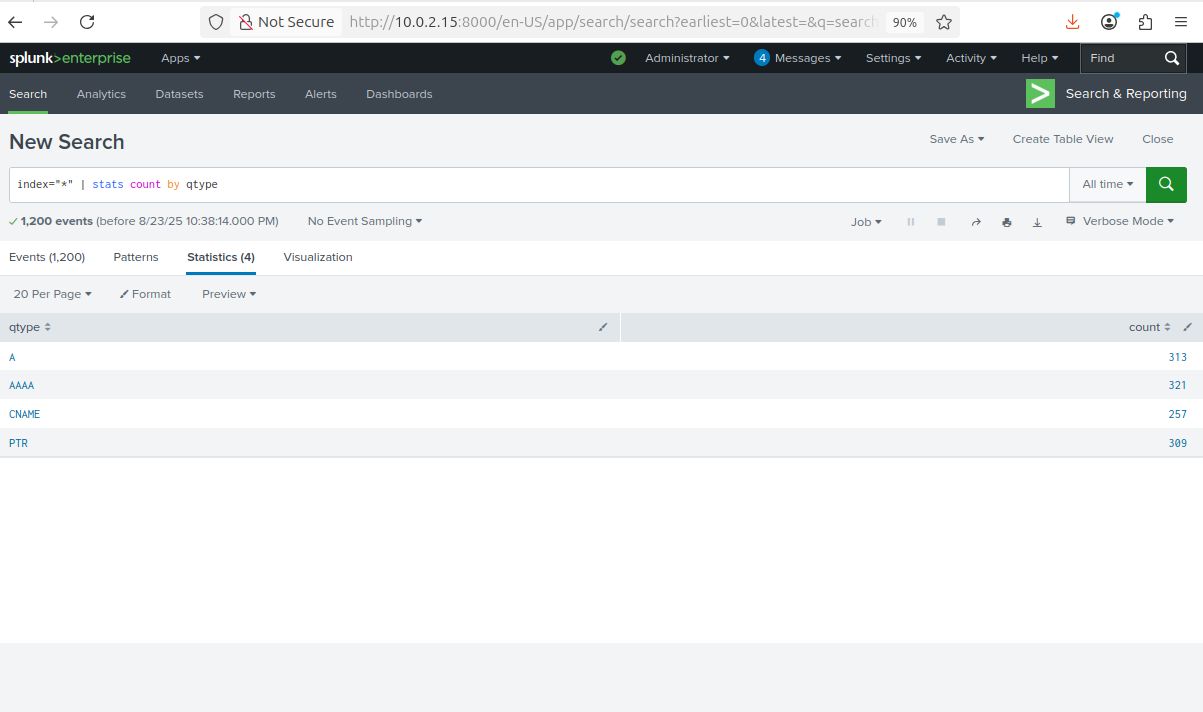 Not Secure http://10.0.2.15:8000/en-US/app/search/search?earliest=0&latest=&q=search 90%
splunk>enterprise Apps Administrator 4 Messages Settings Activity Help Find
Search Analytics Datasets Reports Alerts Dashboards Search & Reporting
New Search Save As Create Table View Close
index="*" | stats count by qtype All time
1,200 events (before 8/23/25 10:38:14.000 PM) No Event Sampling Job Verbose Mode
Events (1,200) Patterns Statistics (4) Visualization
20 Per Page Format Preview
qtype count
A 313
AAAA 321
CNAME 257
PTR 309